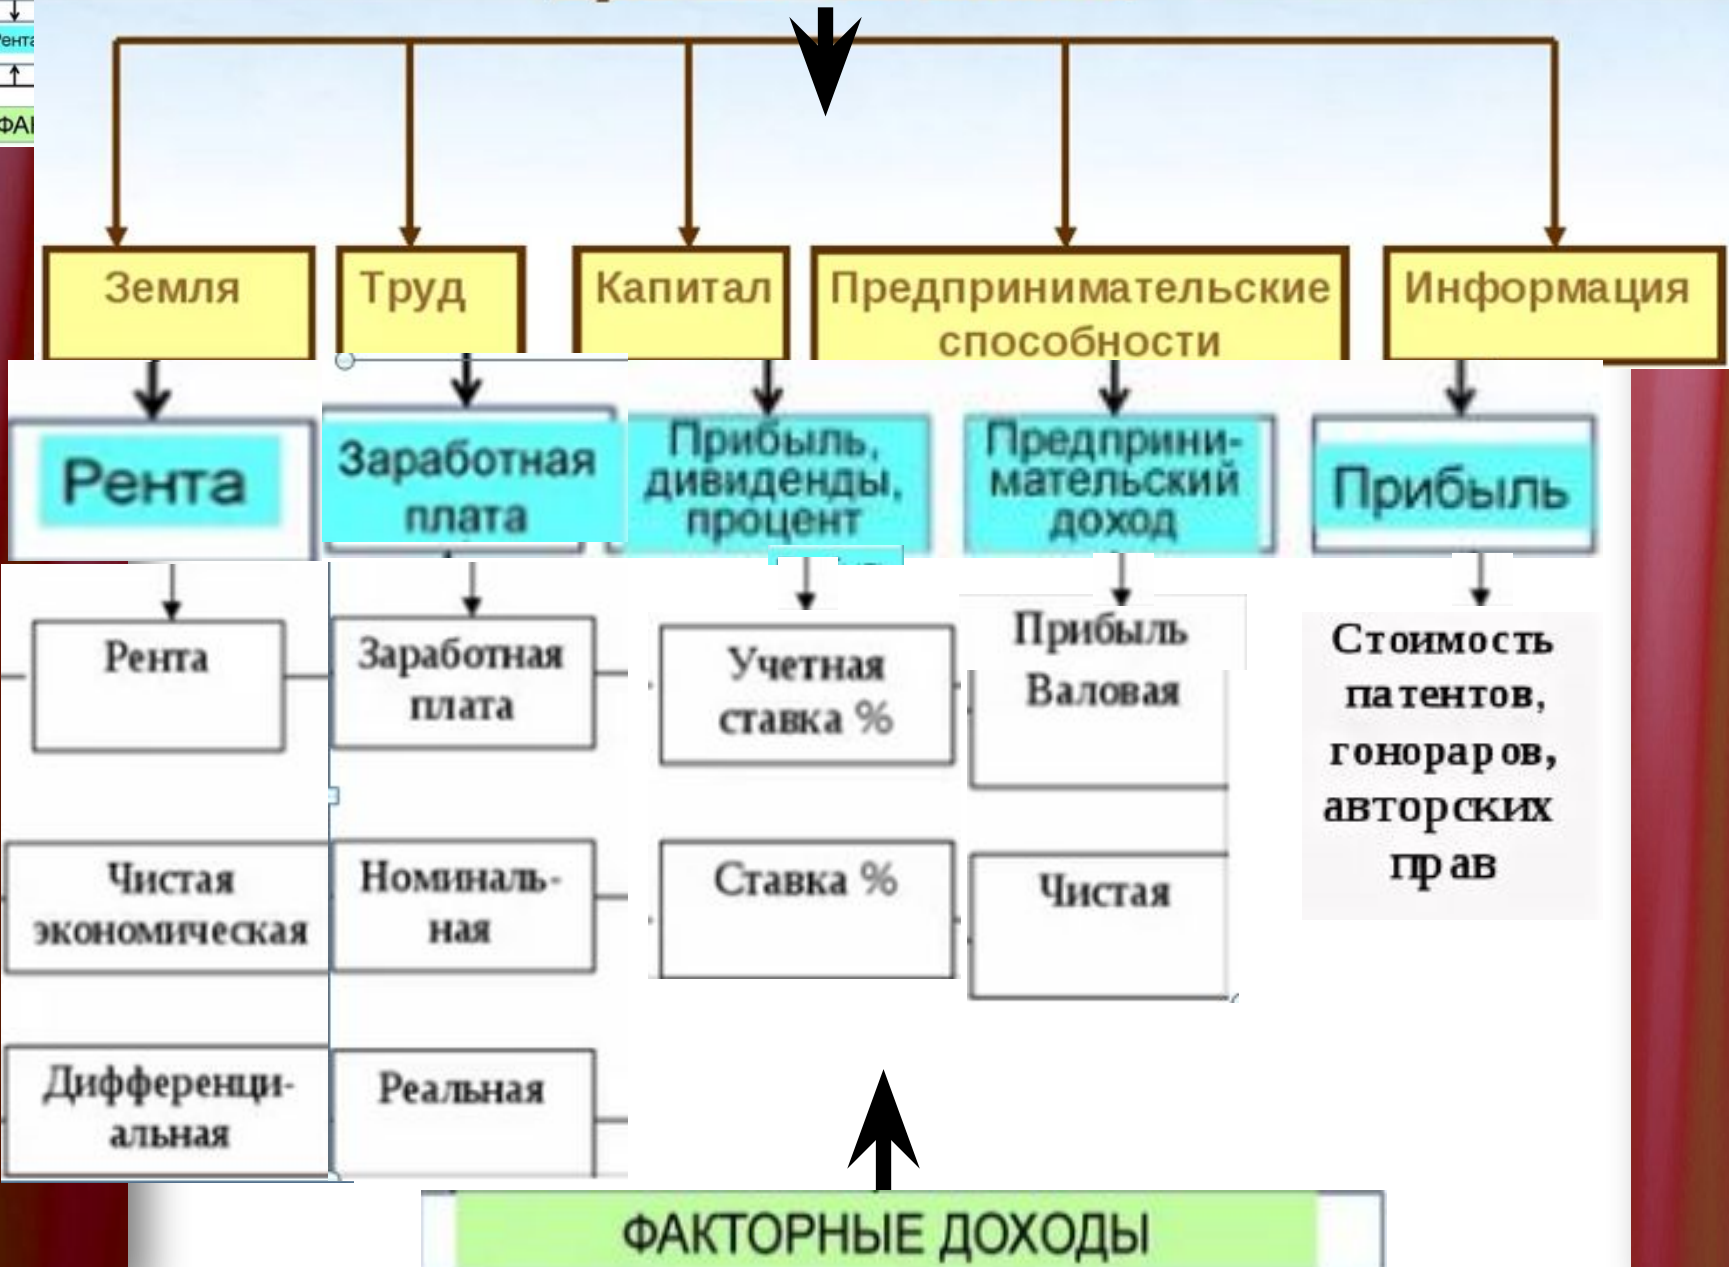 Рента
ФАК
Земля
Труд
Капитал
Предпринимательские
способности
Информация
Рента
Заработная
плата
Прибыль,
дивиденды,
процент
Предприни-
мательский
доход
Прибыль
Рента
Заработная
плата
Учетная
ставка %
Прибыль
Валовая
Стоимость
патентов,
гонораров,
авторских
прав
Чистая
экономическая
Номиналь-
ная
Ставка %
Чистая
Дифференци-
альная
Реальная
ФАКТОРНЫЕ ДОХОДЫ